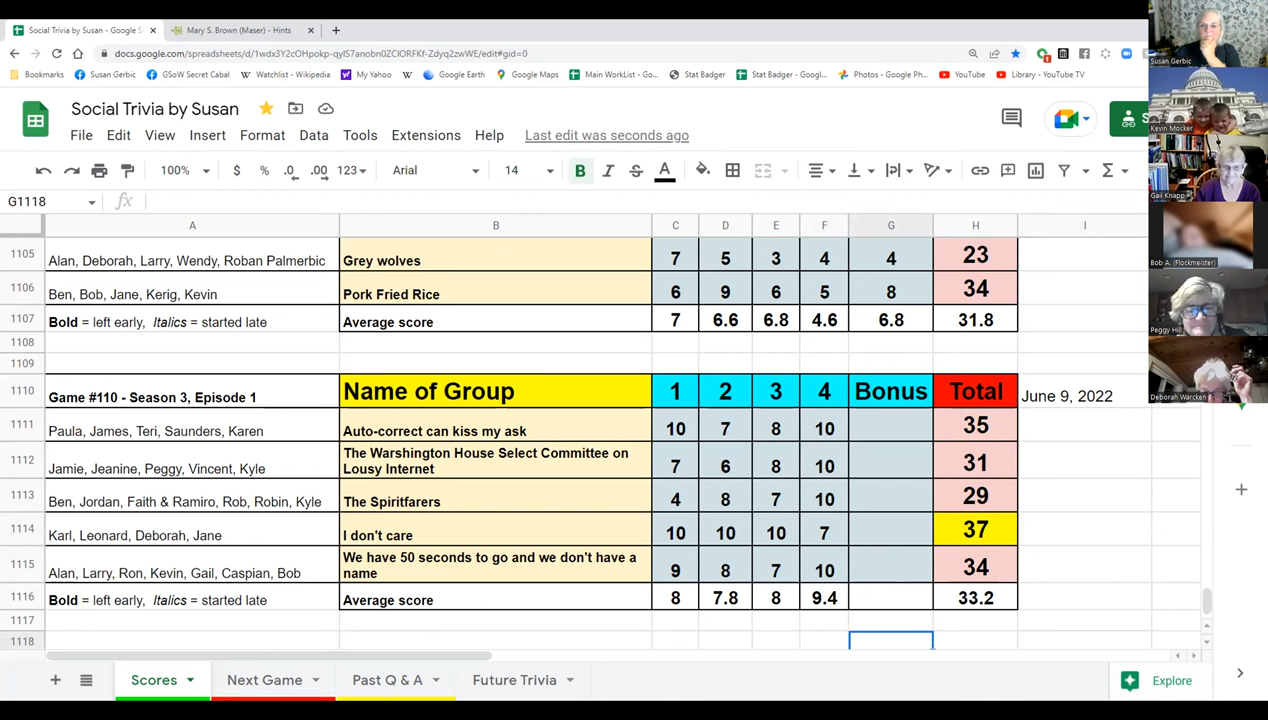 Social Trivia by Susan - Google S
Mary S. Brown (Maser) - Hints
docs.google.com/spreadsheets/d/1wdx3Y2cOHpokp-qyIS7anobn0ZCIORFKf-Zdyq2zwWE/edit#gid=0
Bookmarks Susan Gerbic GSoW Secret Cabal Watchlist - Wikipedia My Yahoo Google Earth Google Maps Main WorkList - Go... Stat Badger Stat Badger - Googl... Photos - Google Ph... YouTube Library - YouTube TV
Social Trivia by Susan
File Edit View Insert Format Data Tools Extensions Help Last edit was seconds ago
100% $ % .0 .00 123 Arial 14 B I S A
G1118 fx
A B C D E F G H I
1105 Alan, Deborah, Larry, Wendy, Roban Palmerbic Grey wolves 7 5 3 4 4 23
1106 Ben, Bob, Jane, Kerig, Kevin Pork Fried Rice 6 9 6 5 8 34
1107 Bold = left early, Italics = started late Average score 7 6.6 6.8 4.6 6.8 31.8
1108
1109
1110 Game #110 - Season 3, Episode 1 Name of Group 1 2 3 4 Bonus Total June 9, 2022
1111 Paula, James, Teri, Saunders, Karen Auto-correct can kiss my ask 10 7 8 10 35
1112 Jamie, Jeanine, Peggy, Vincent, Kyle The Warshington House Select Committee on
Lousy Internet 7 6 8 10 31
1113 Ben, Jordan, Faith & Ramiro, Rob, Robin, Kyle The Spiritfarers 4 8 7 10 29
1114 Karl, Leonard, Deborah, Jane I don't care 10 10 10 7 37
1115 Alan, Larry, Ron, Kevin, Gail, Caspian, Bob We have 50 seconds to go and we don't have a
name 9 8 7 10 34
1116 Bold = left early, Italics = started late Average score 8 7.8 8 9.4 33.2
1117
1118
Scores Next Game Past Q & A Future Trivia Explore
Susan Gerbic
Kevin Mocker
Gail Knapp
Bob A. (Flockmeister)
Peggy Hill
Deborah Warcken